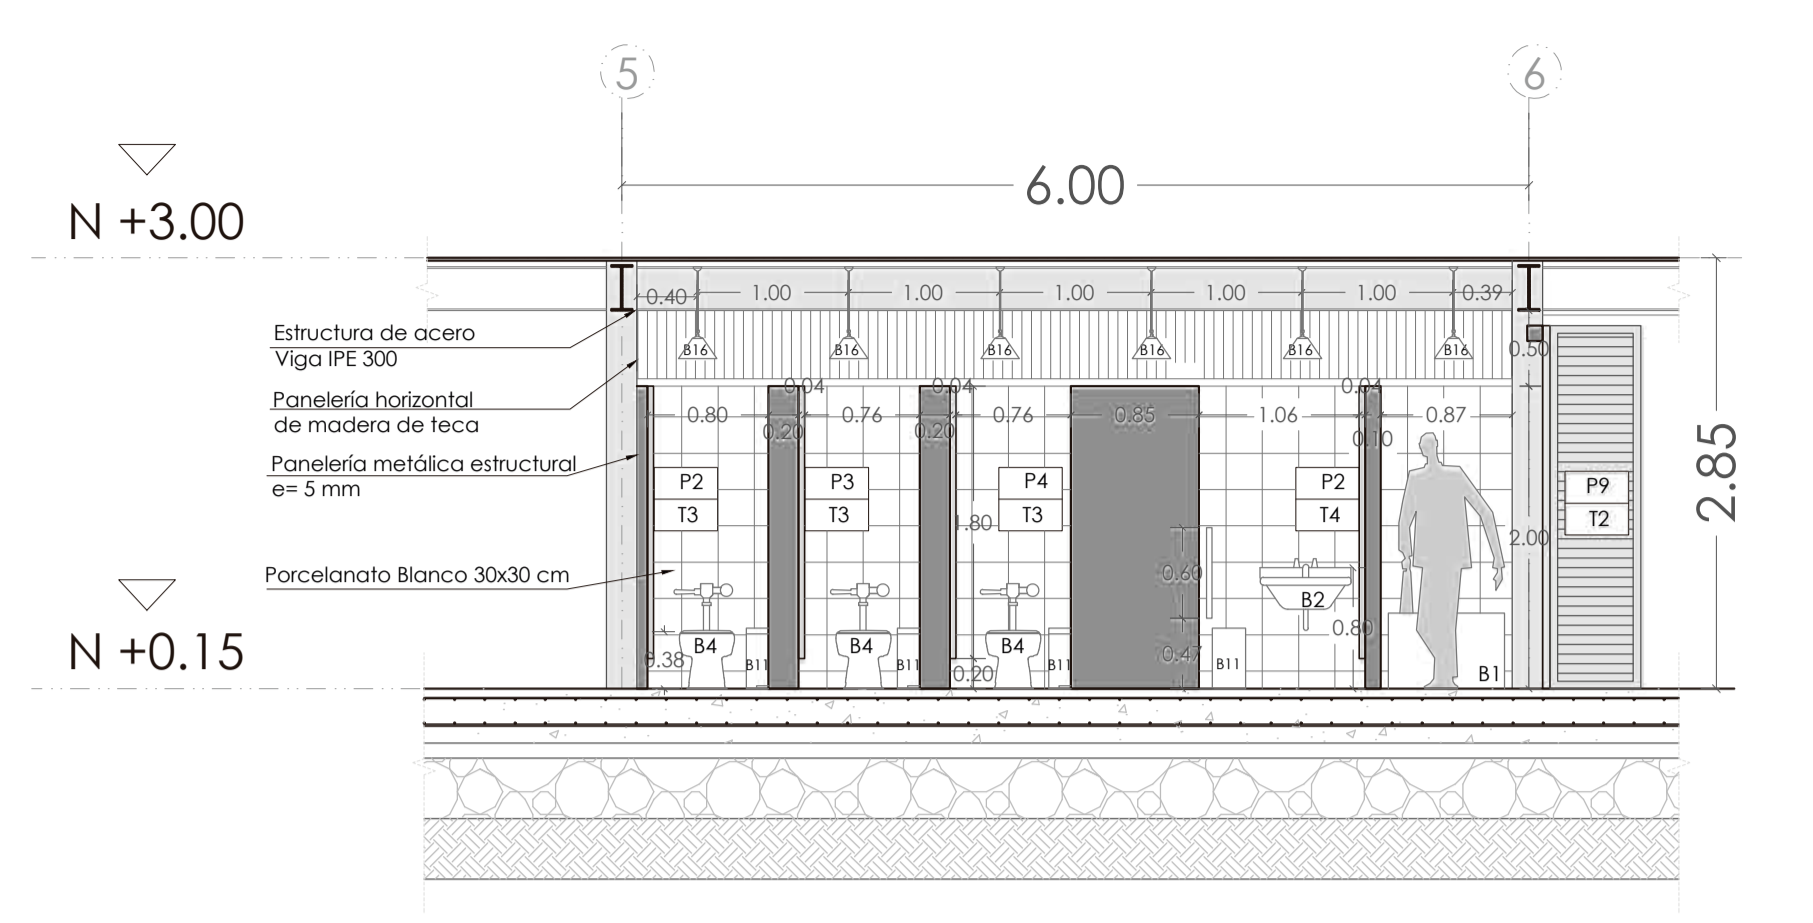 5
6
6.00
N +3.00
0.40
1.00
1.00
1.00
1.00
1.00
0.39
Estructura de acero
Viga IPE 300
B16
B16
B16
B16
B16
B16
0.50
0.04
0.04
0.04
Panelería horizontal
de madera de teca
0.80
0.20
0.76
0.20
0.76
0.85
1.06
0.10
0.87
2.85
Panelería metálica estructural
e= 5 mm
P2
T3
P3
T3
P4
T3
P2
T4
P9
T2
1.80
2.00
Porcelanato Blanco 30x30 cm
0.60
B2
0.80
N +0.15
0.38
B4
B11
B4
B11
B4
B11
0.20
0.47
B11
B1